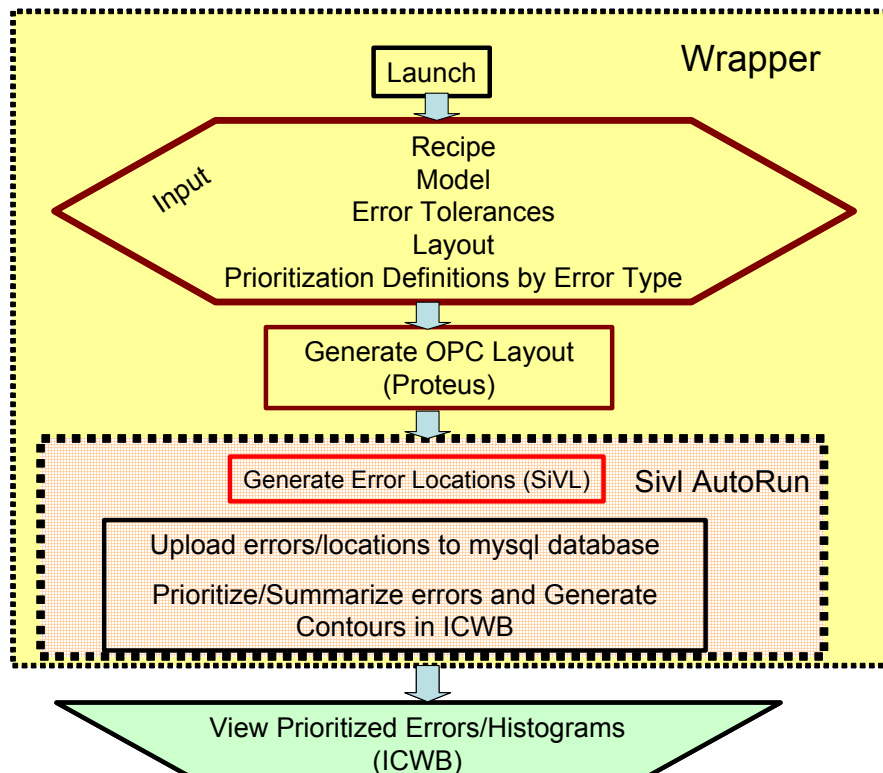 Wrapper
Launch
Input
Recipe
Model
Error Tolerances
Layout
Prioritization Definitions by Error Type
Generate OPC Layout
(Proteus)
Generate Error Locations (SiVL)
Sivl AutoRun
Upload errors/locations to mysql database
Prioritize/Summarize errors and Generate
Contours in ICWB
View Prioritized Errors/Histograms
(ICWB)